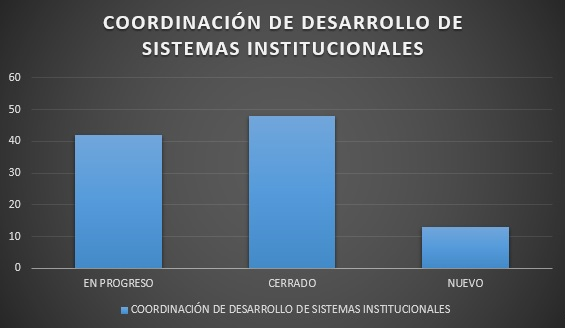 COORDINACIÓN DE DESARROLLO DE
SISTEMAS INSTITUCIONALES
60
50
40
30
20
10
0
EN PROGRESO
CERRADO
NUEVO
COORDINACIÓN DE DESARROLLO DE SISTEMAS INSTITUCIONALES